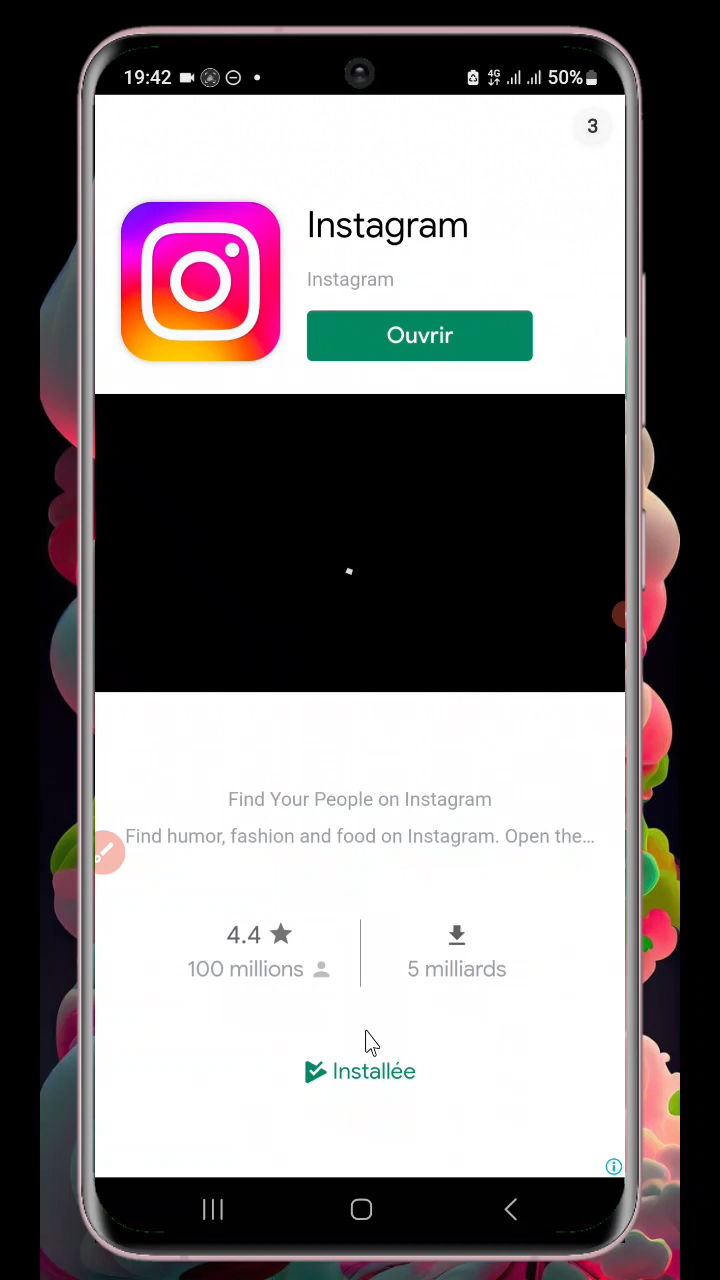 19:42
4G
50%
3
Instagram
Instagram
Ouvrir
Find Your People on Instagram
Find humor, fashion and food on Instagram. Open the...
4.4
100 millions
5 milliards
Installée